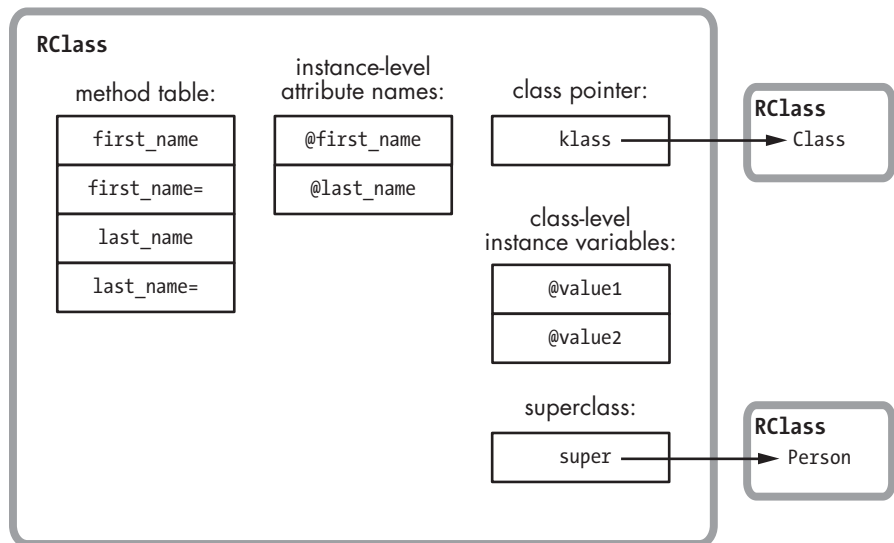 RClass
method table:
first_name
first_name=
last_name
last_name=
instance-level
attribute names:
@first_name
@last_name
class pointer:
klass
class-level
instance variables:
@value1
@value2
superclass:
super
RClass
Class
RClass
Person